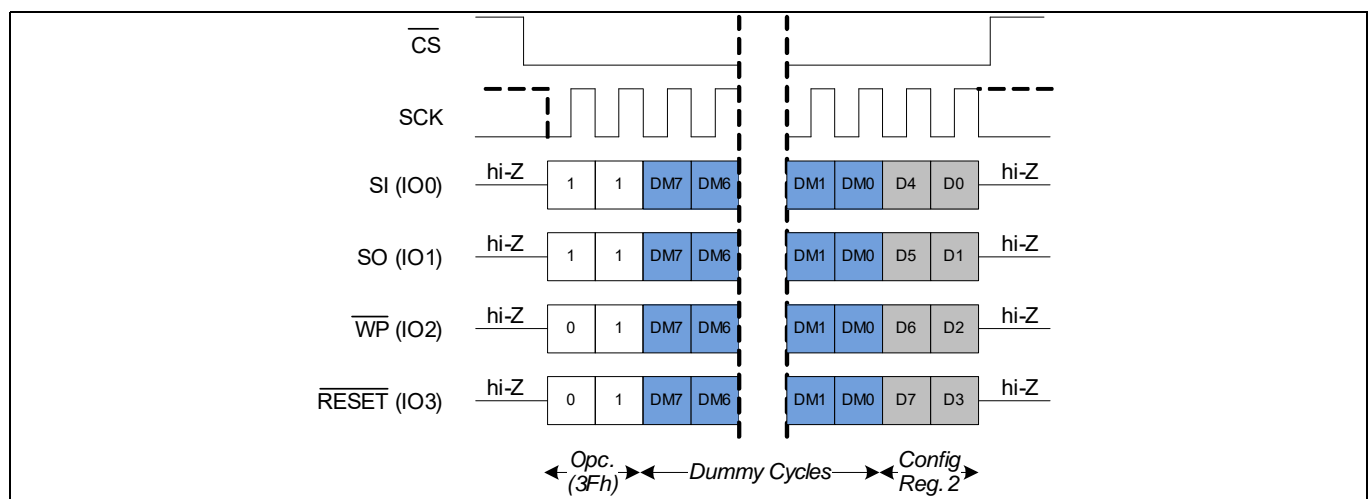 CS
SCK
SI (IO0) hi-Z 1 1 DM7 DM6 DM1 DM0 D4 D0 hi-Z
SO (IO1) hi-Z 1 1 DM7 DM6 DM1 DM0 D5 D1 hi-Z
WP (IO2) hi-Z 0 1 DM7 DM6 DM1 DM0 D6 D2 hi-Z
RESET (IO3) hi-Z 0 1 DM7 DM6 DM1 DM0 D7 D3 hi-Z
Opc. (3Fh)
Dummy Cycles
Config Reg. 2